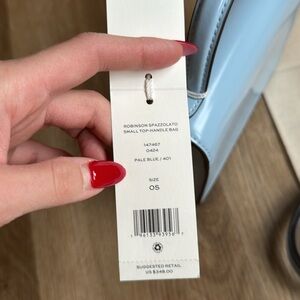 ROBINSON SPAZZOLATO
SMALL TOP-HANDLE BAG
147467
0424
PALE BLUE / 401
SIZE
OS
SUGGESTED RETAIL
US $348.00